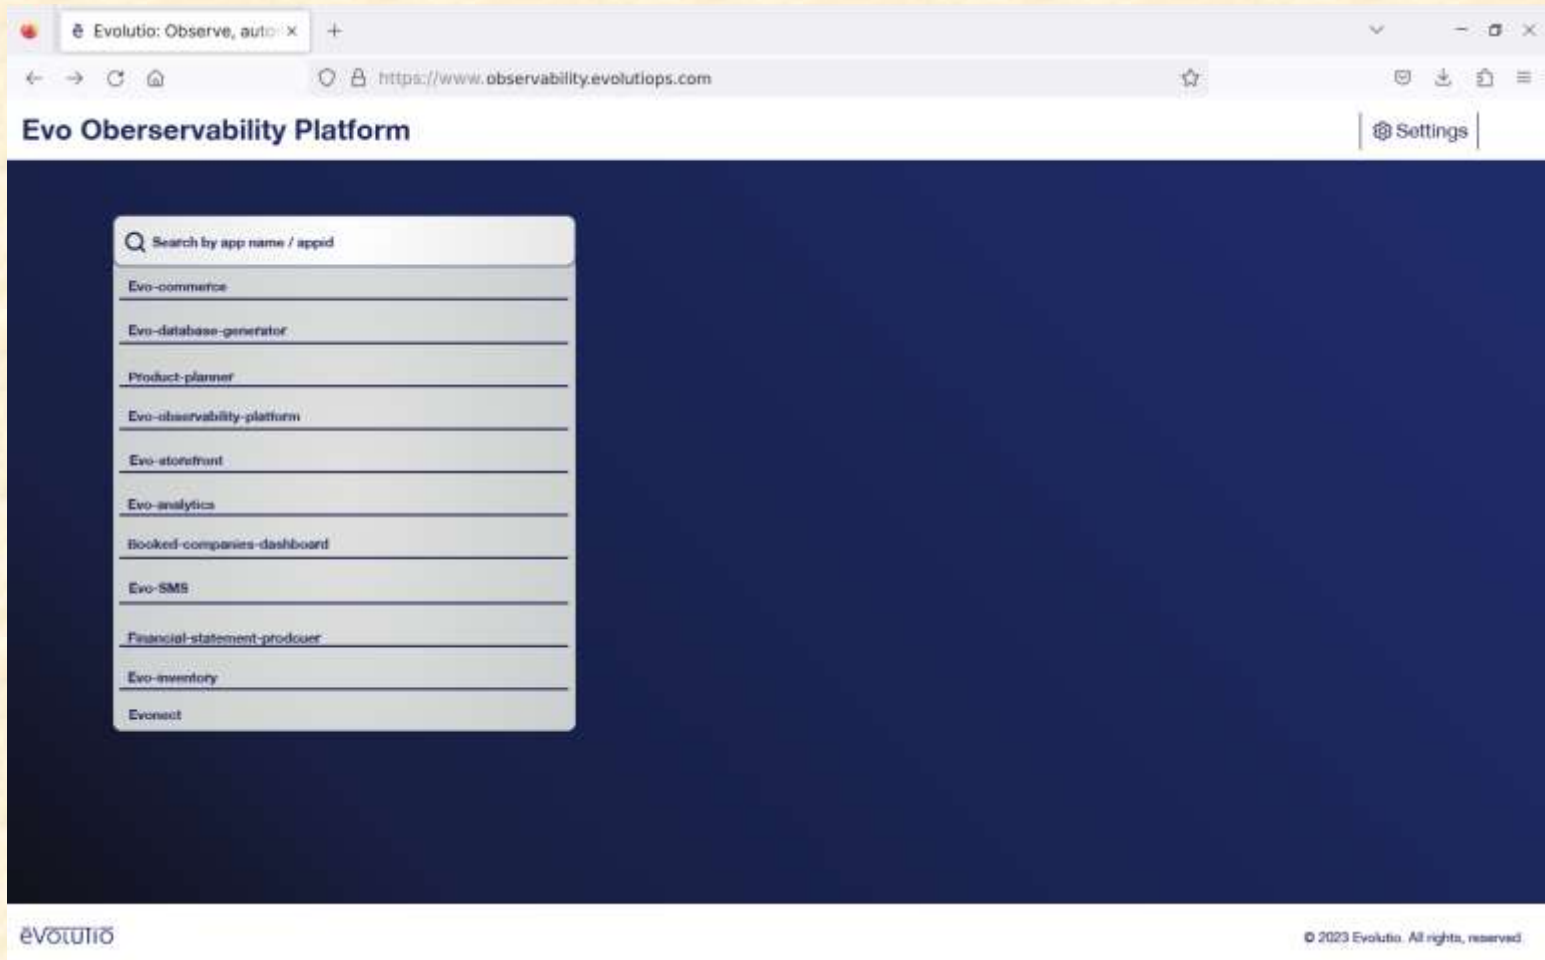 ē Evolutio: Observe, auto
https://www.observability.evolutiops.com
Evo Oberservability Platform
Settings
Search by app name / appid
Evo-commerce
Evo-database-generator
Product-planner
Evo-observability-platform
Evo-storefront
Evo-analytics
Booked-companies-dashboard
Evo-SMS
Financial-statement-prodcuer
Evo-inventory
Evonect
ēVOLUTIO
© 2023 Evolutio. All rights, reserved